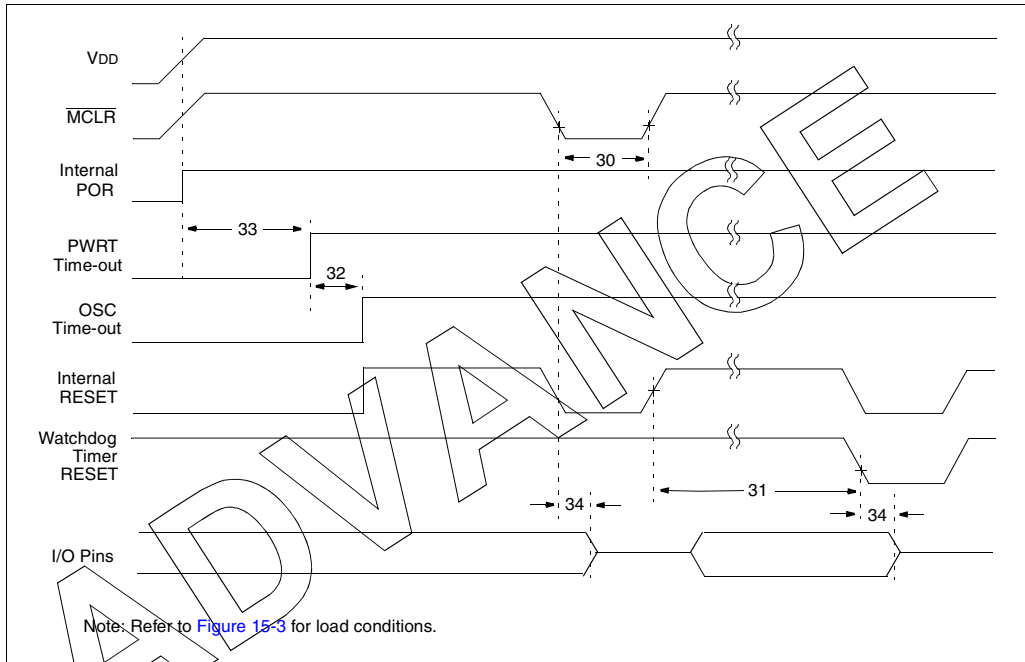 VDD
MCLR
30
Internal
POR
33
PWRT
Time-out
32
OSC
Time-out
Internal
RESET
Watchdog
Timer
RESET
31
34
34
I/O Pins
Note: Refer to Figure 15-3 for load conditions.
ADVANCE